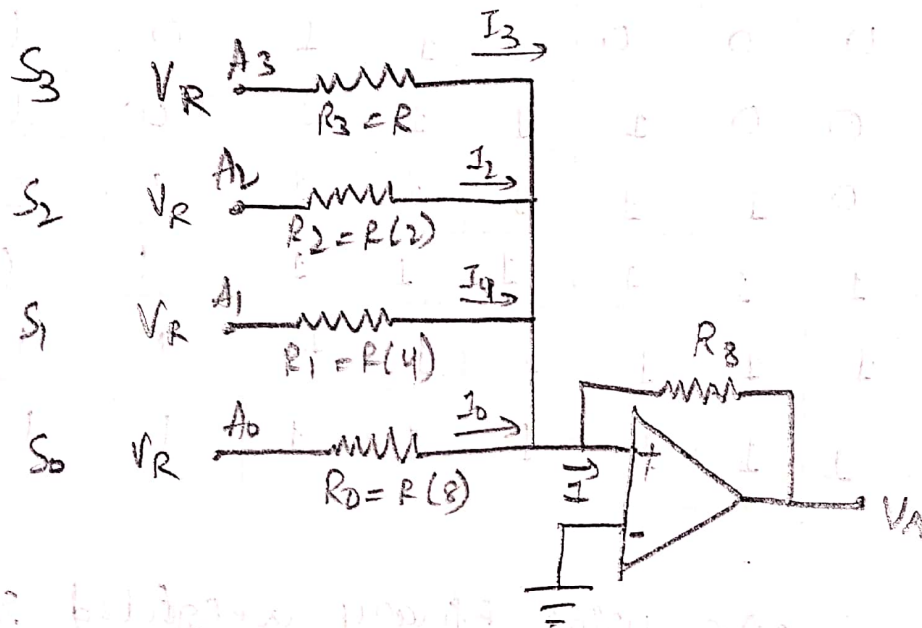 I3
S3 VR A3
R3 = R
I2
S2 VR A2
R2 = R(2)
I4
S1 VR A1
R1 = R(4)
R8
I0
S0 VR A0
R0 = R(8)
I
+
-
VA